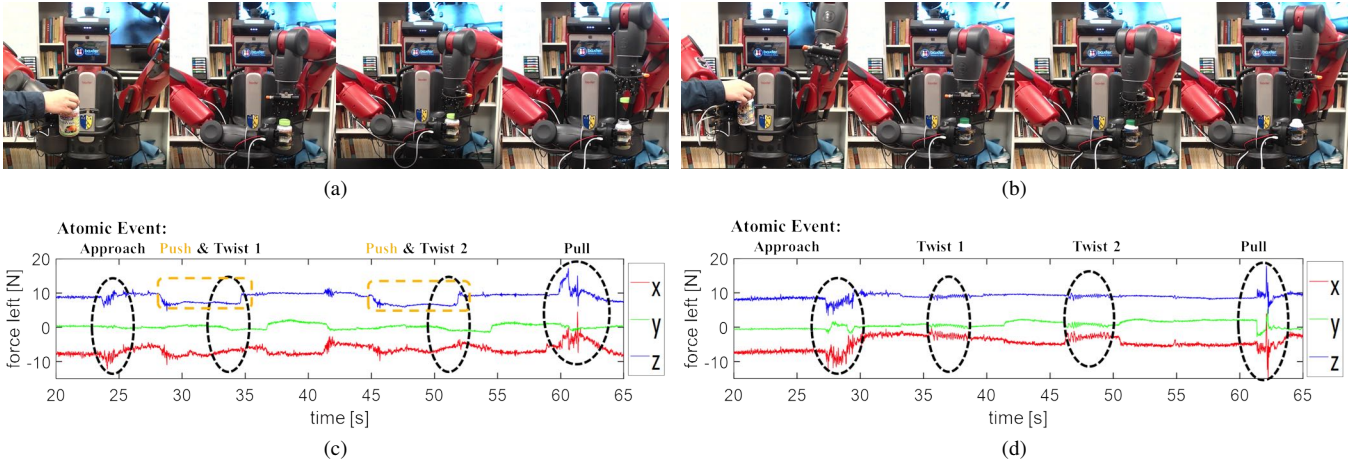 (a)
(b)
Atomic Event:
Approach Push & Twist 1 Push & Twist 2 Pull
20
10
0
-10
force left [N]
20 25 30 35 40 45 50 55 60 65
time [s]
x
y
z
(c)
Atomic Event:
Approach Twist 1 Twist 2 Pull
20
10
0
-10
force left [N]
20 25 30 35 40 45 50 55 60 65
time [s]
x
y
z
(d)